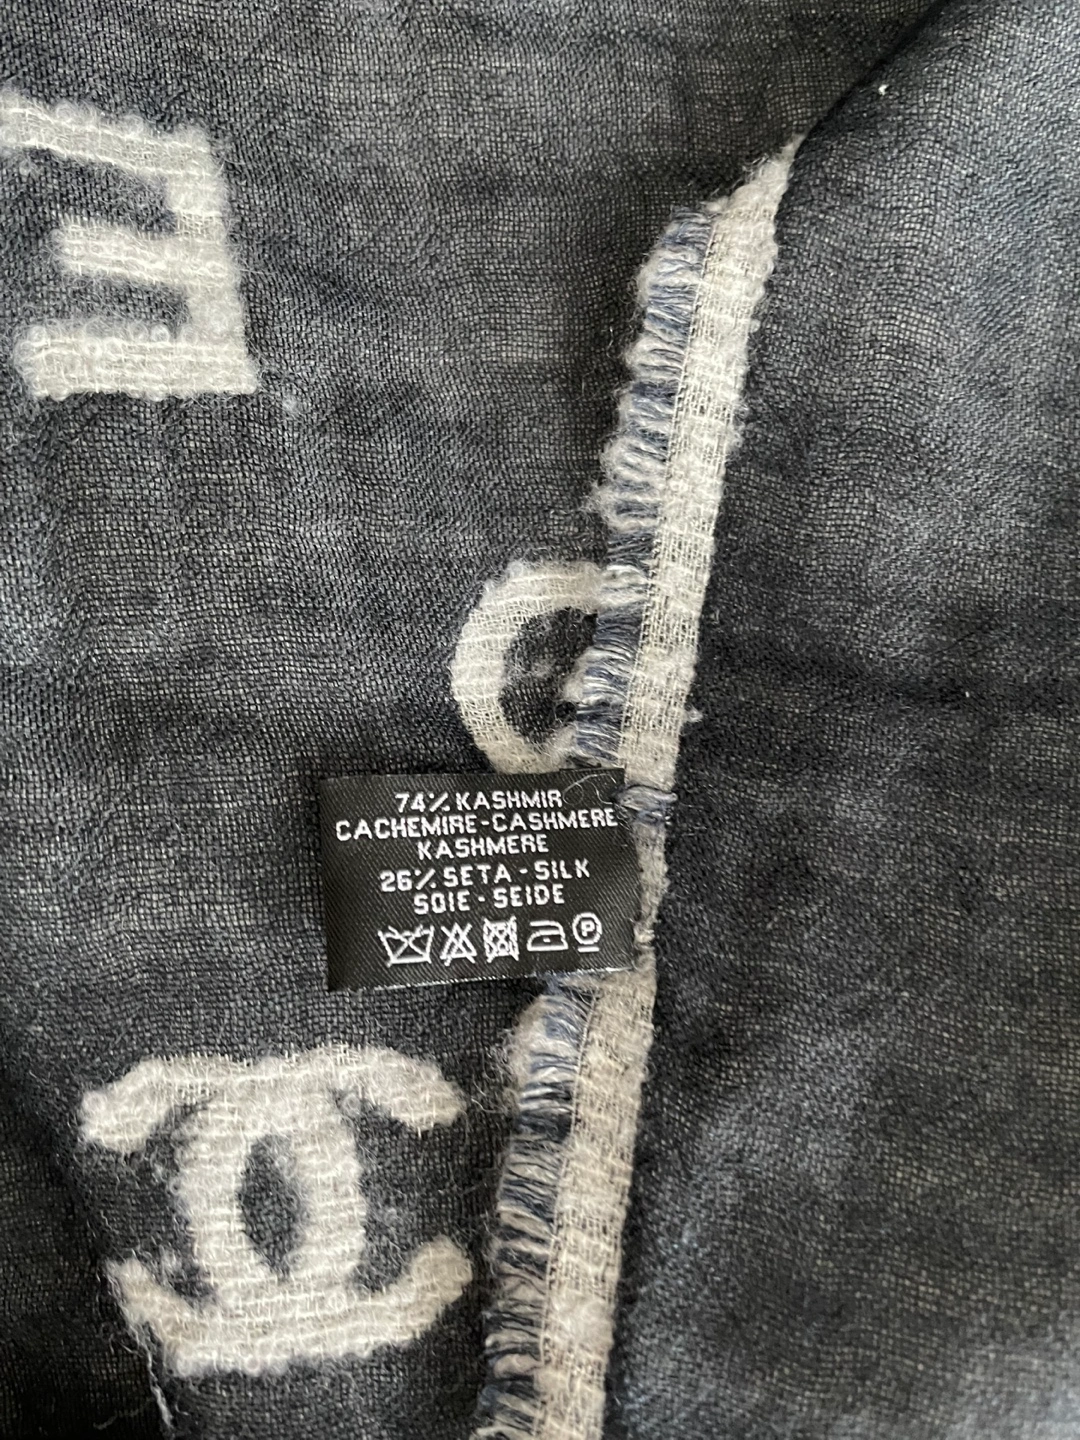 74% KASHMIR
CACHEMIRE-CASHMERE
KASHMERE
26% SETA - SILK
SOIE - SEIDE
P